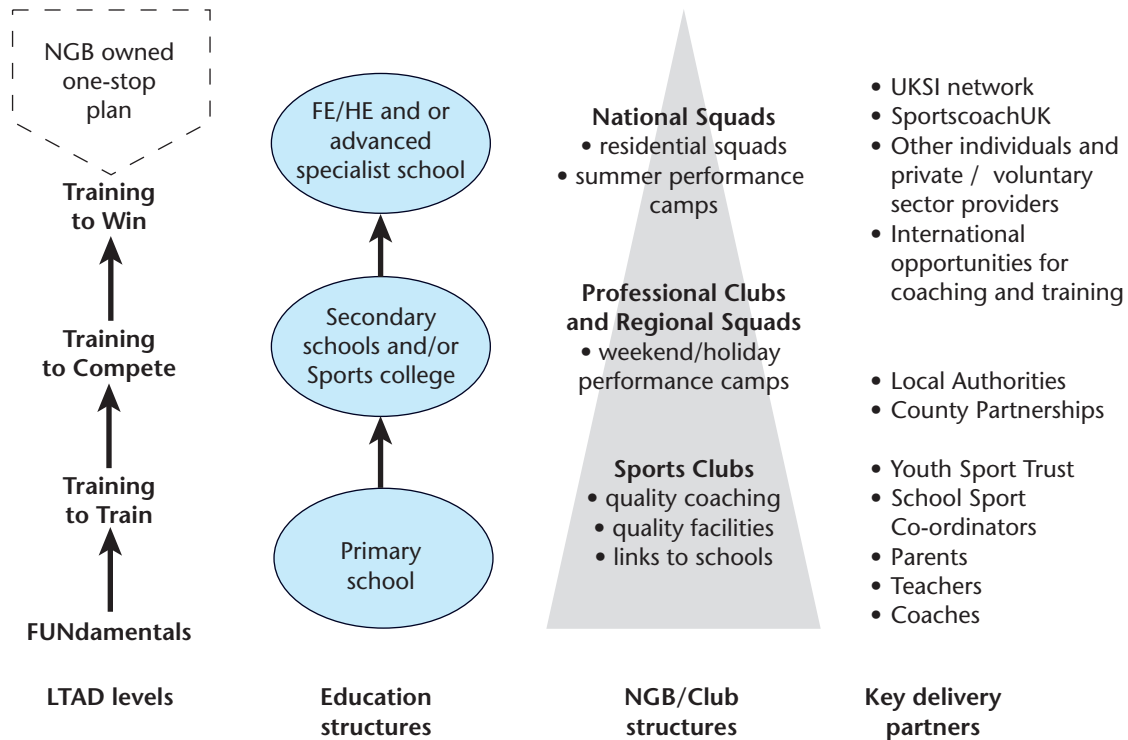 NGB owned
one-stop
plan
Training
to Win
Training
to Compete
Training
to Train
FUNdamentals
LTAD levels
FE/HE and or
advanced
specialist school
Secondary
schools and/or
Sports college
Primary
school
Education
structures
National Squads
• residential squads
• summer performance
camps
Professional Clubs
and Regional Squads
• weekend/holiday
performance camps
Sports Clubs
• quality coaching
• quality facilities
• links to schools
NGB/Club
structures
• UKSI network
• SportscoachUK
• Other individuals and
private / voluntary
sector providers
• International
opportunities for
coaching and training
• Local Authorities
• County Partnerships
• Youth Sport Trust
• School Sport
Co-ordinators
• Parents
• Teachers
• Coaches
Key delivery
partners